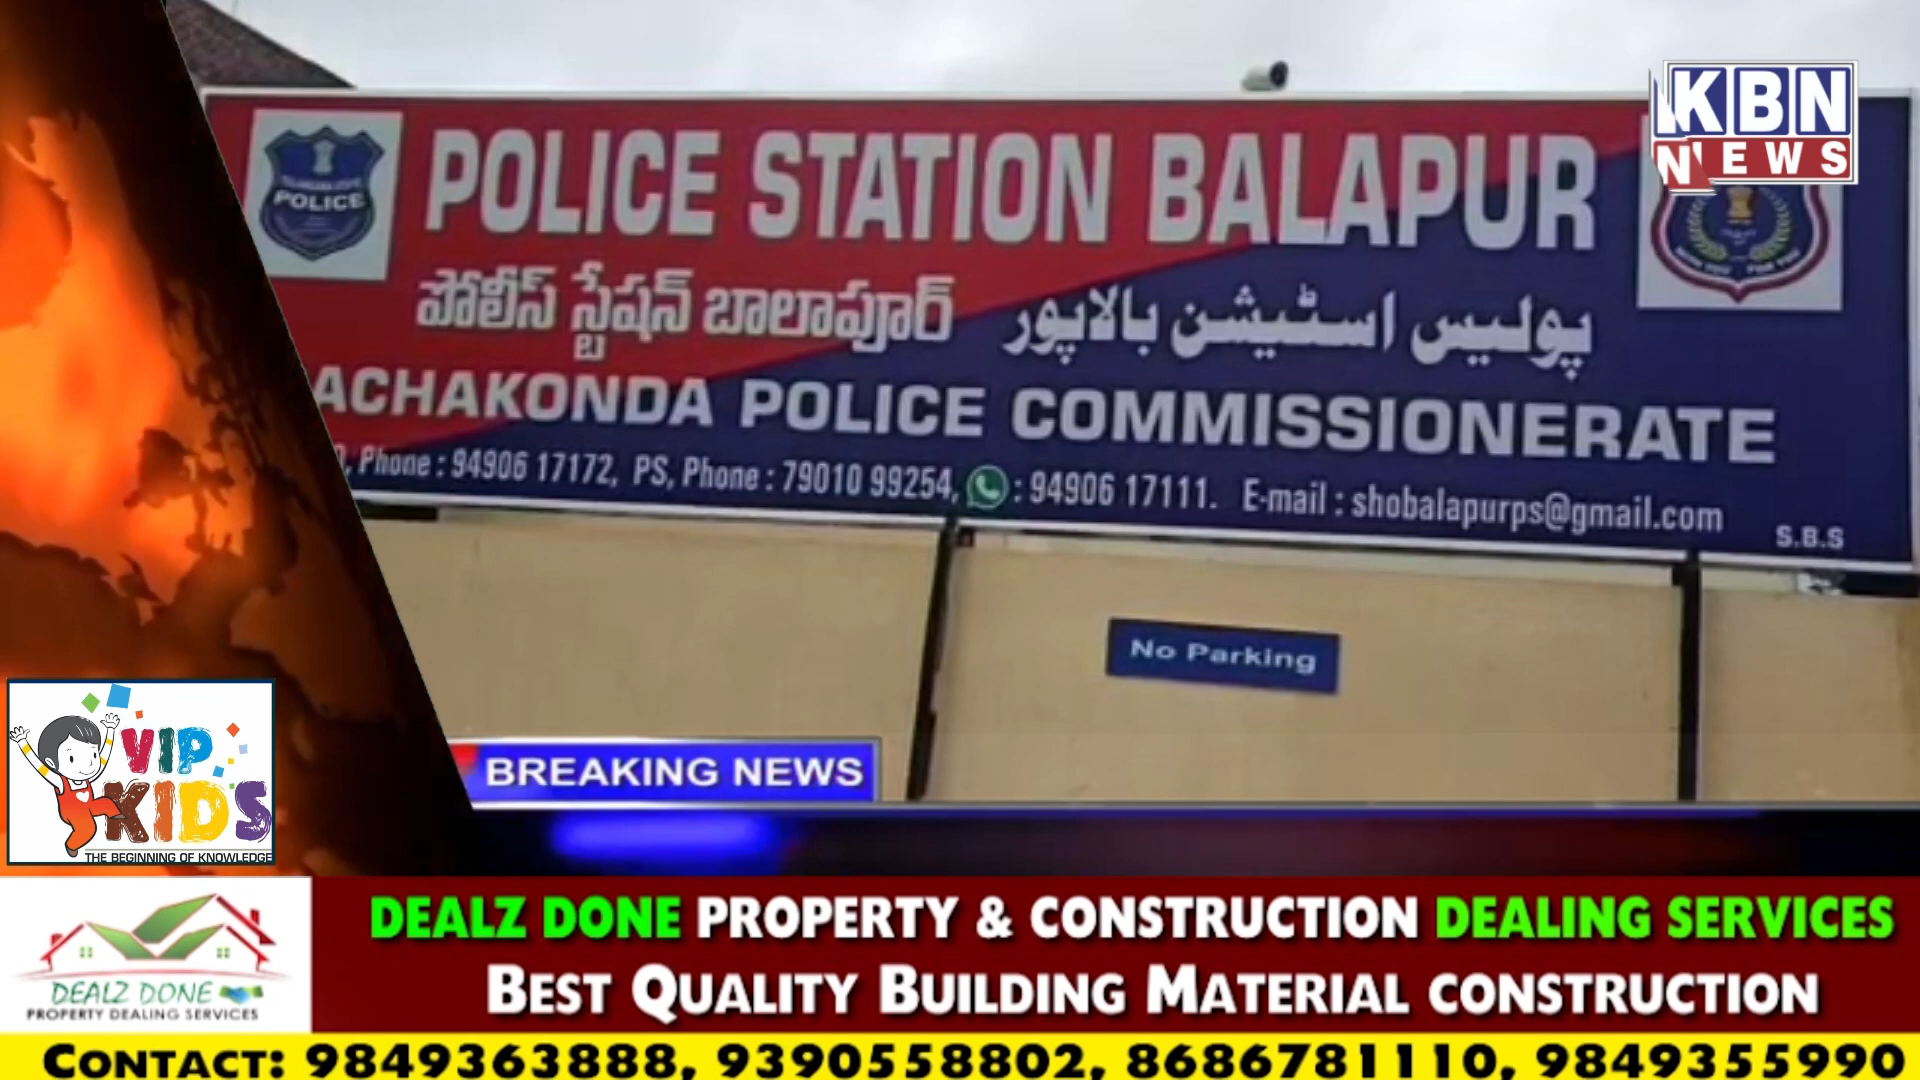 KBN
NEWS
POLICE
POLICE STATION BALAPUR
పోలీస్ స్టేషన్ బాలాపూర్
پولیس اسٹیشن بالاپور
ACHAKONDA POLICE COMMISSIONERATE
, Phone : 94906 17172, PS, Phone : 79010 99254, : 94906 17111. E-mail : shobalapurps@gmail.com
S.B.S
No Parking
BREAKING NEWS
VIP
KIDS
THE BEGINNING OF KNOWLEDGE
DEALZ DONE
PROPERTY DEALING SERVICES
DEALZ DONE PROPERTY & CONSTRUCTION DEALING SERVICES
BEST QUALITY BUILDING MATERIAL CONSTRUCTION
CONTACT: 9849363888, 9390558802, 8686781110, 9849355990